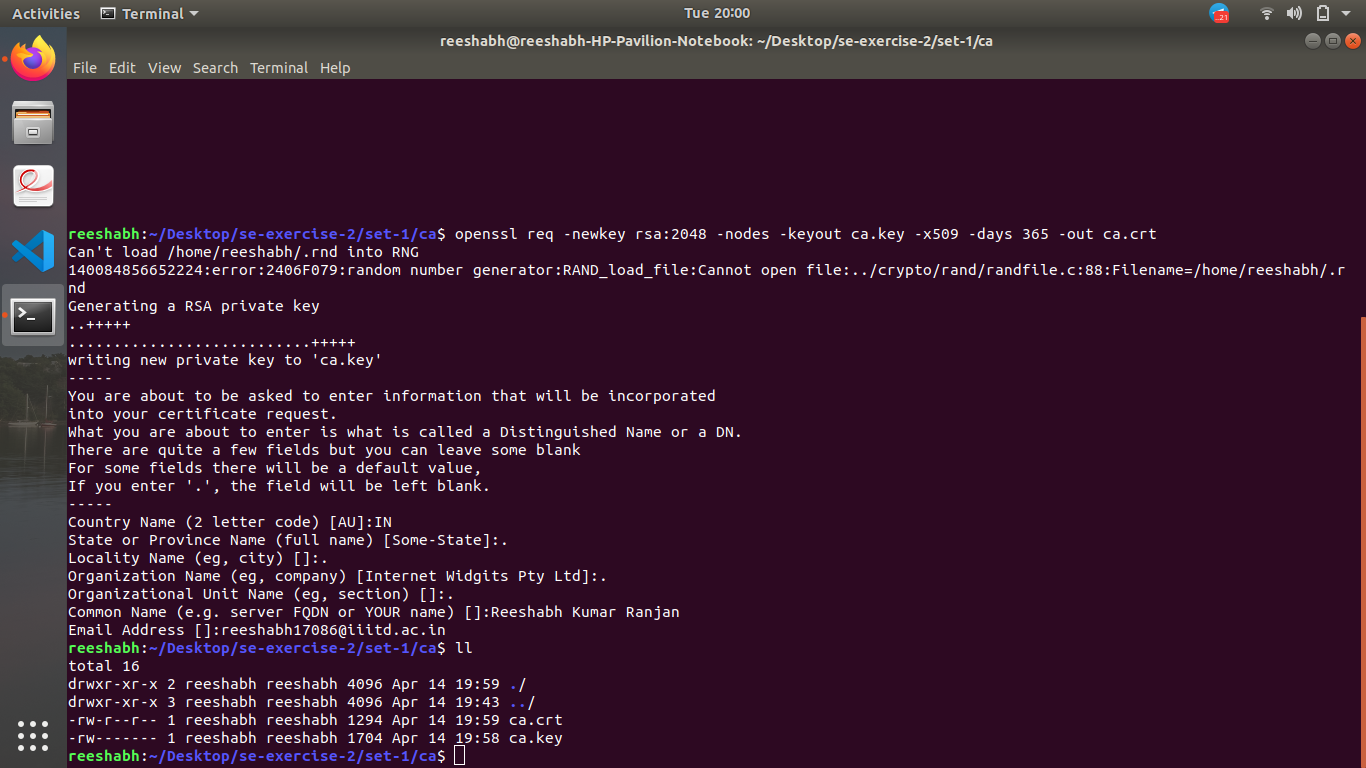 Activities Terminal Tue 20:00 21
reeshabh@reeshabh-HP-Pavilion-Notebook: ~/Desktop/se-exercise-2/set-1/ca
File Edit View Search Terminal Help
reeshabh:~/Desktop/se-exercise-2/set-1/ca$ openssl req -newkey rsa:2048 -nodes -keyout ca.key -x509 -days 365 -out ca.crt
Can't load /home/reeshabh/.rnd into RNG
140084856652224:error:2406F079:random number generator:RAND_load_file:Cannot open file:../crypto/rand/randfile.c:88:Filename=/home/reeshabh/.r
nd
Generating a RSA private key
..+++++
...........................+++++
writing new private key to 'ca.key'
-----
You are about to be asked to enter information that will be incorporated
into your certificate request.
What you are about to enter is what is called a Distinguished Name or a DN.
There are quite a few fields but you can leave some blank
For some fields there will be a default value,
If you enter '.', the field will be left blank.
-----
Country Name (2 letter code) [AU]:IN
State or Province Name (full name) [Some-State]:.
Locality Name (eg, city) []:.
Organization Name (eg, company) [Internet Widgits Pty Ltd]:.
Organizational Unit Name (eg, section) []:.
Common Name (e.g. server FQDN or YOUR name) []:Reeshabh Kumar Ranjan
Email Address []:reeshabh17086@iiitd.ac.in
reeshabh:~/Desktop/se-exercise-2/set-1/ca$ ll
total 16
drwxr-xr-x 2 reeshabh reeshabh 4096 Apr 14 19:59 ./
drwxr-xr-x 3 reeshabh reeshabh 4096 Apr 14 19:43 ../
-rw-r--r-- 1 reeshabh reeshabh 1294 Apr 14 19:59 ca.crt
-rw------- 1 reeshabh reeshabh 1704 Apr 14 19:58 ca.key
reeshabh:~/Desktop/se-exercise-2/set-1/ca$